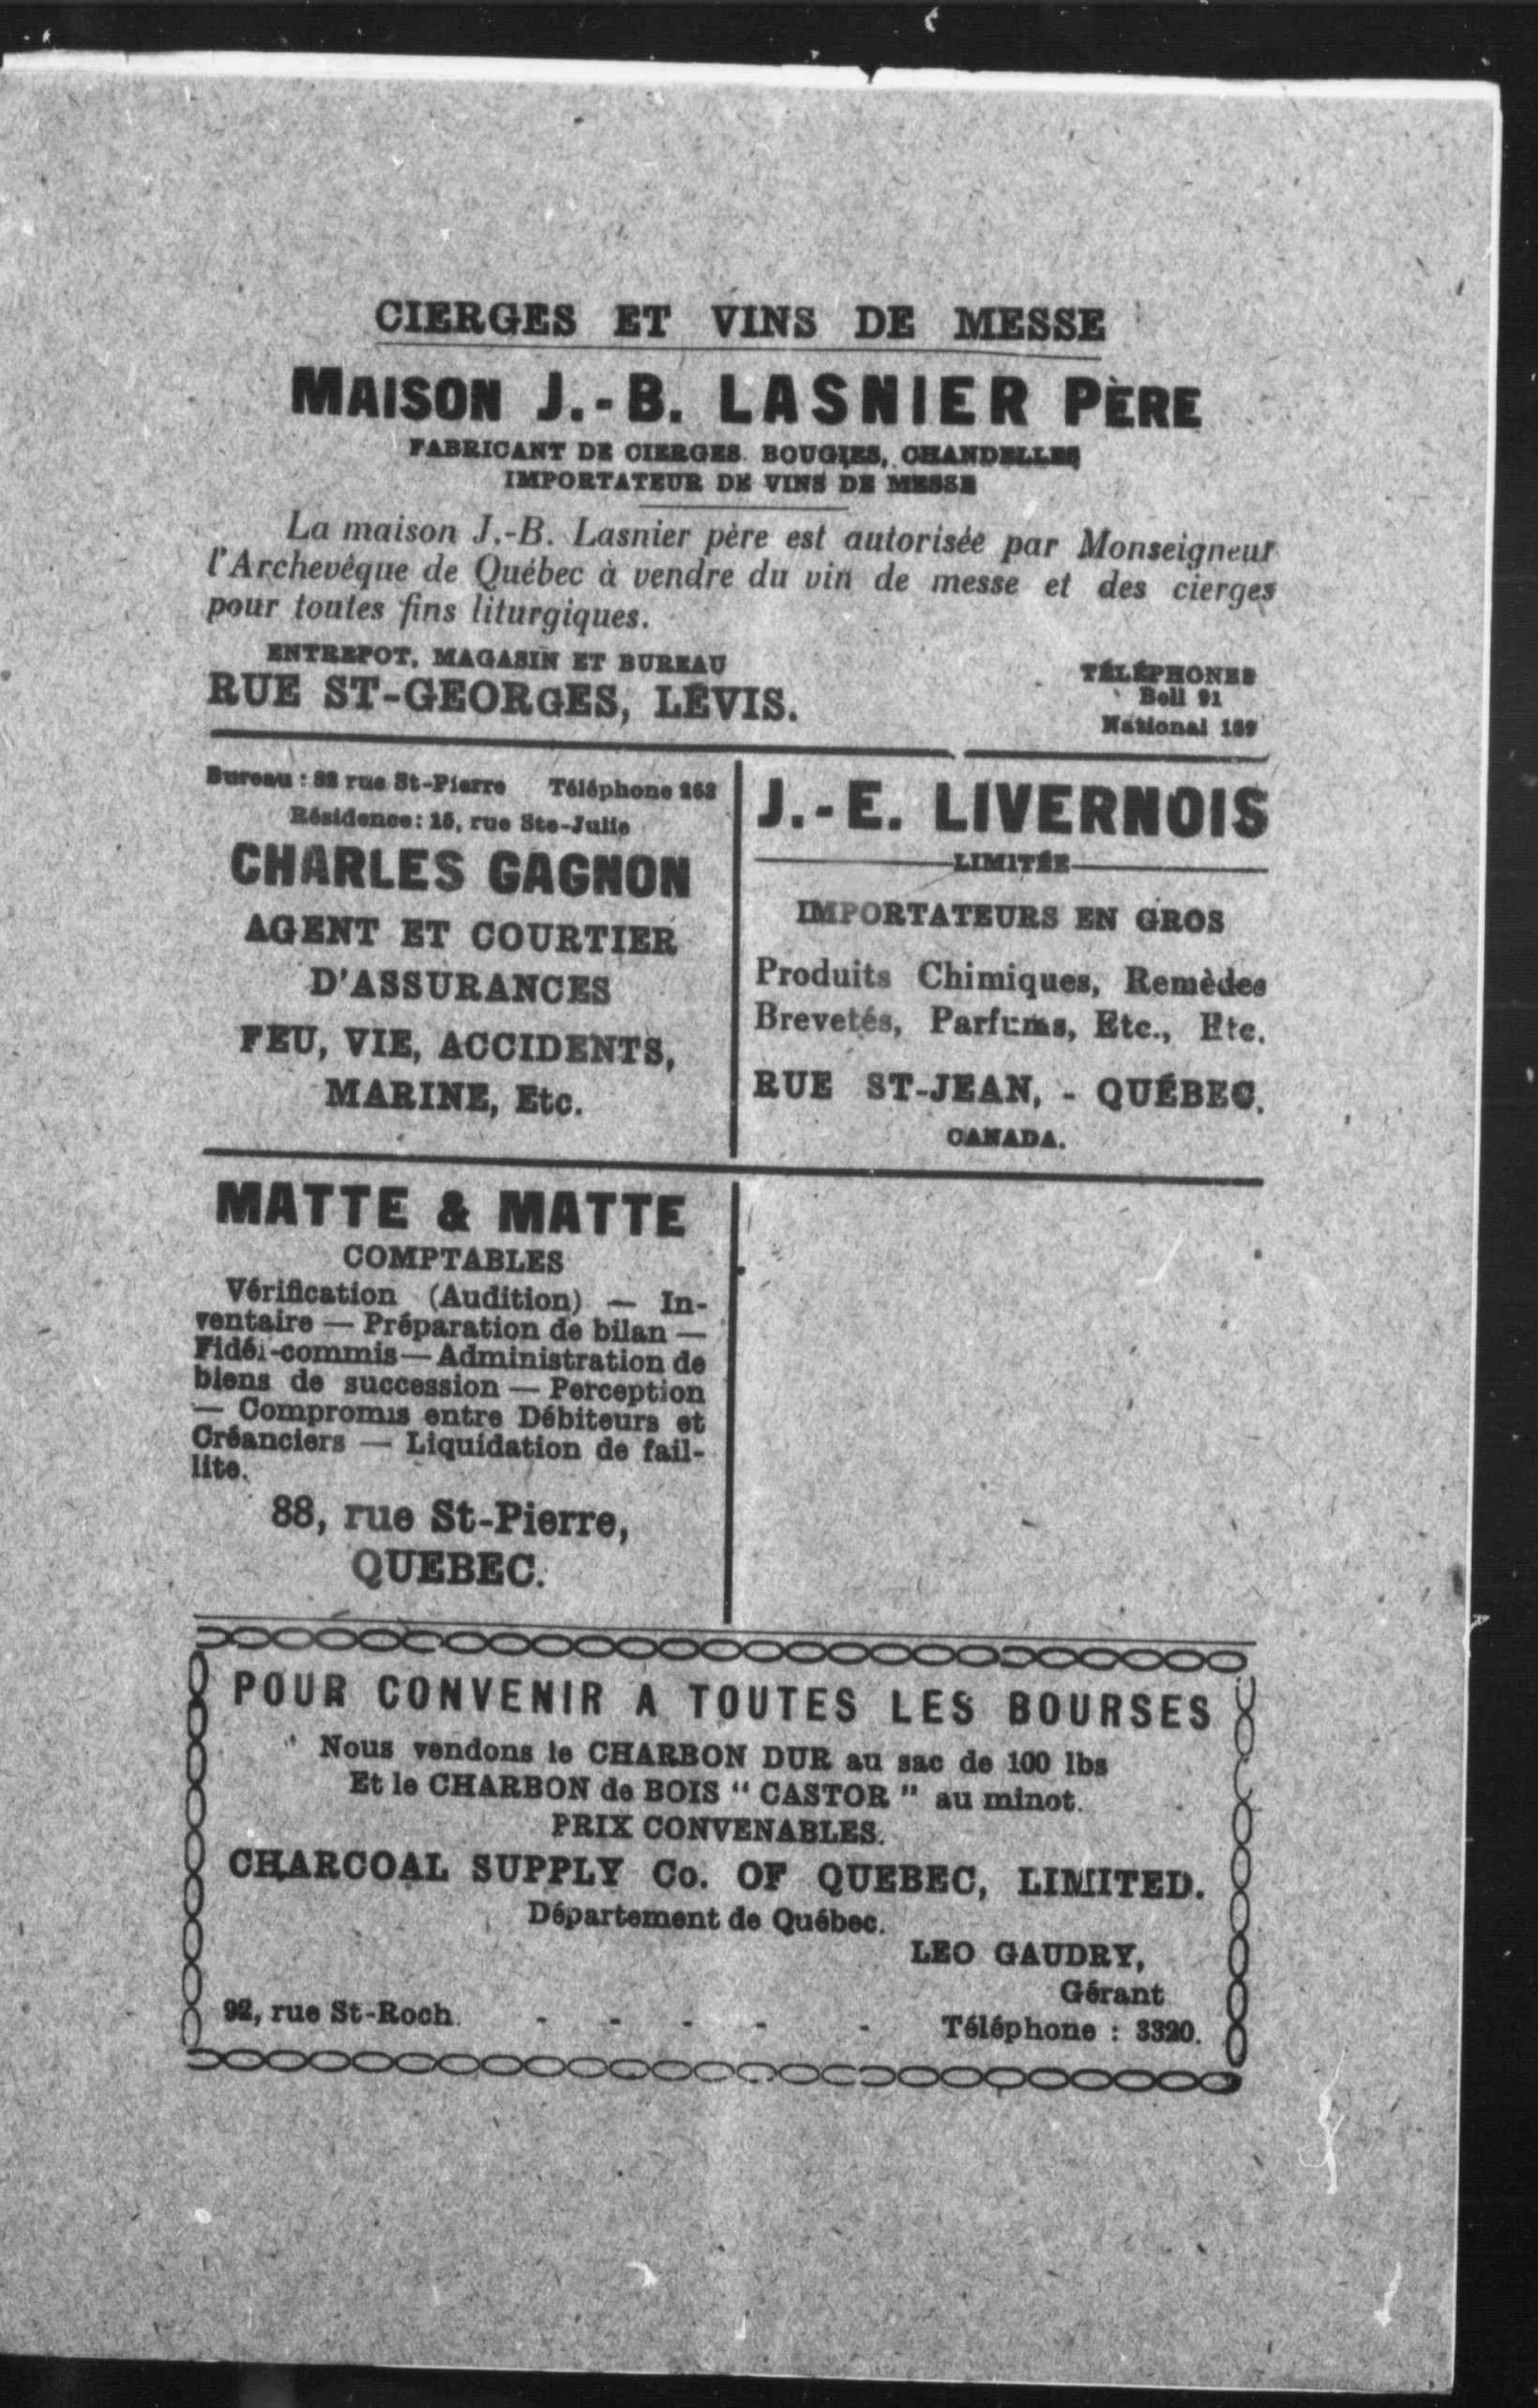 CIERGES ET VINS DE MESSE
MAISON J.-B. LASNIER PÈRE
FABRICANT DE CIERGES. BOUGIES, CHANDELLES
IMPORTATEUR DE VINS DE MESSE
La maison J.-B. Lasnier père est autorisée par Monseigneur
l'Archevêque de Québec à vendre du vin de messe et des cierges
pour toutes fins liturgiques.
ENTREPOT, MAGASIN ET BUREAU
RUE ST-GEORGES, LÉVIS.
TÉLÉPHONES
Bell 91
National 169
Bureau : 88 rue St-Pierre Téléphone 263
Résidence: 15, rue Ste-Julie
CHARLES GAGNON
AGENT ET COURTIER
D'ASSURANCES
FEU, VIE, ACCIDENTS,
MARINE, Etc.
J.-E. LIVERNOIS
LIMITÉE
IMPORTATEURS EN GROS
Produits Chimiques, Remèdes
Brevetés, Parfums, Etc., Etc.
RUE ST-JEAN, - QUÉBEC.
CANADA.
MATTE & MATTE
COMPTABLES
Vérification (Audition) — In-
ventaire — Préparation de bilan —
Fidéi-commis — Administration de
biens de succession — Perception
— Compromis entre Débiteurs et
Créanciers — Liquidation de fail-
lite.
88, rue St-Pierre,
QUEBEC.
POUR CONVENIR A TOUTES LES BOURSES
Nous vendons le CHARBON DUR au sac de 100 lbs
Et le CHARBON de BOIS " CASTOR " au minot.
PRIX CONVENABLES.
CHARCOAL SUPPLY Co. OF QUEBEC, LIMITED.
Département de Québec.
LEO GAUDRY,
Gérant
92, rue St-Roch. - - - - - Téléphone : 3320.